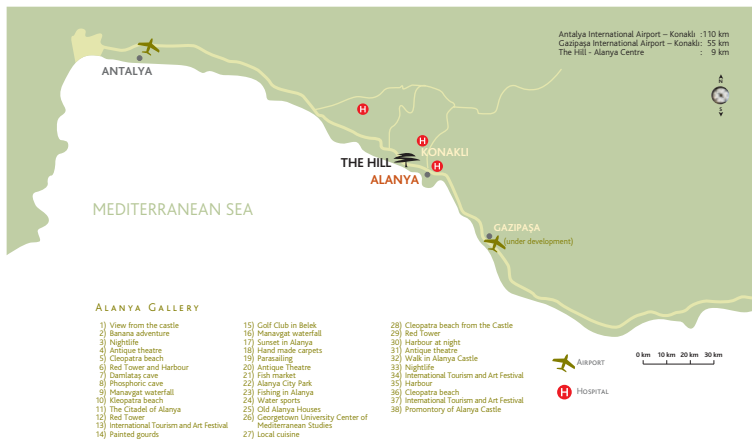 Antalya International Airport – Konaklı :110 km
Gazipaşa International Airport – Konaklı: 55 km
The Hill - Alanya Centre : 9 km
N
ANTALYA
H
H
KONAKLI
THE HILL
H
ALANYA
MEDITERRANEAN SEA
GAZIPAŞA
(under development)
ALANYA GALLERY
1) View from the castle
2) Banana adventure
3) Nightlife
4) Antique theatre
5) Cleopatra beach
6) Red Tower and Harbour
7) Damlataş cave
8) Phosphoric cave
9) Manavgat waterfall
10) Kleopatra beach
11) The Citadel of Alanya
12) Red Tower
13) International Tourism and Art Festival
14) Painted gourds
15) Golf Club in Belek
16) Manavgat waterfall
17) Sunset in Alanya
18) Hand made carpets
19) Parasailing
20) Antique Theatre
21) Fish market
22) Alanya City Park
23) Fishing in Alanya
24) Water sports
25) Old Alanya Houses
26) Georgetown University Center of
Mediterranean Studies
27) Local cuisine
28) Cleopatra beach from the Castle
29) Red Tower
30) Harbour at night
31) Antique theatre
32) Walk in Alanya Castle
33) Nightlife
34) International Tourism and Art Festival
35) Harbour
36) Cleopatra beach
37) International Tourism and Art Festival
38) Promontory of Alanya Castle
AIRPORT
H HOSPITAL
0 km 10 km 20 km 30 km